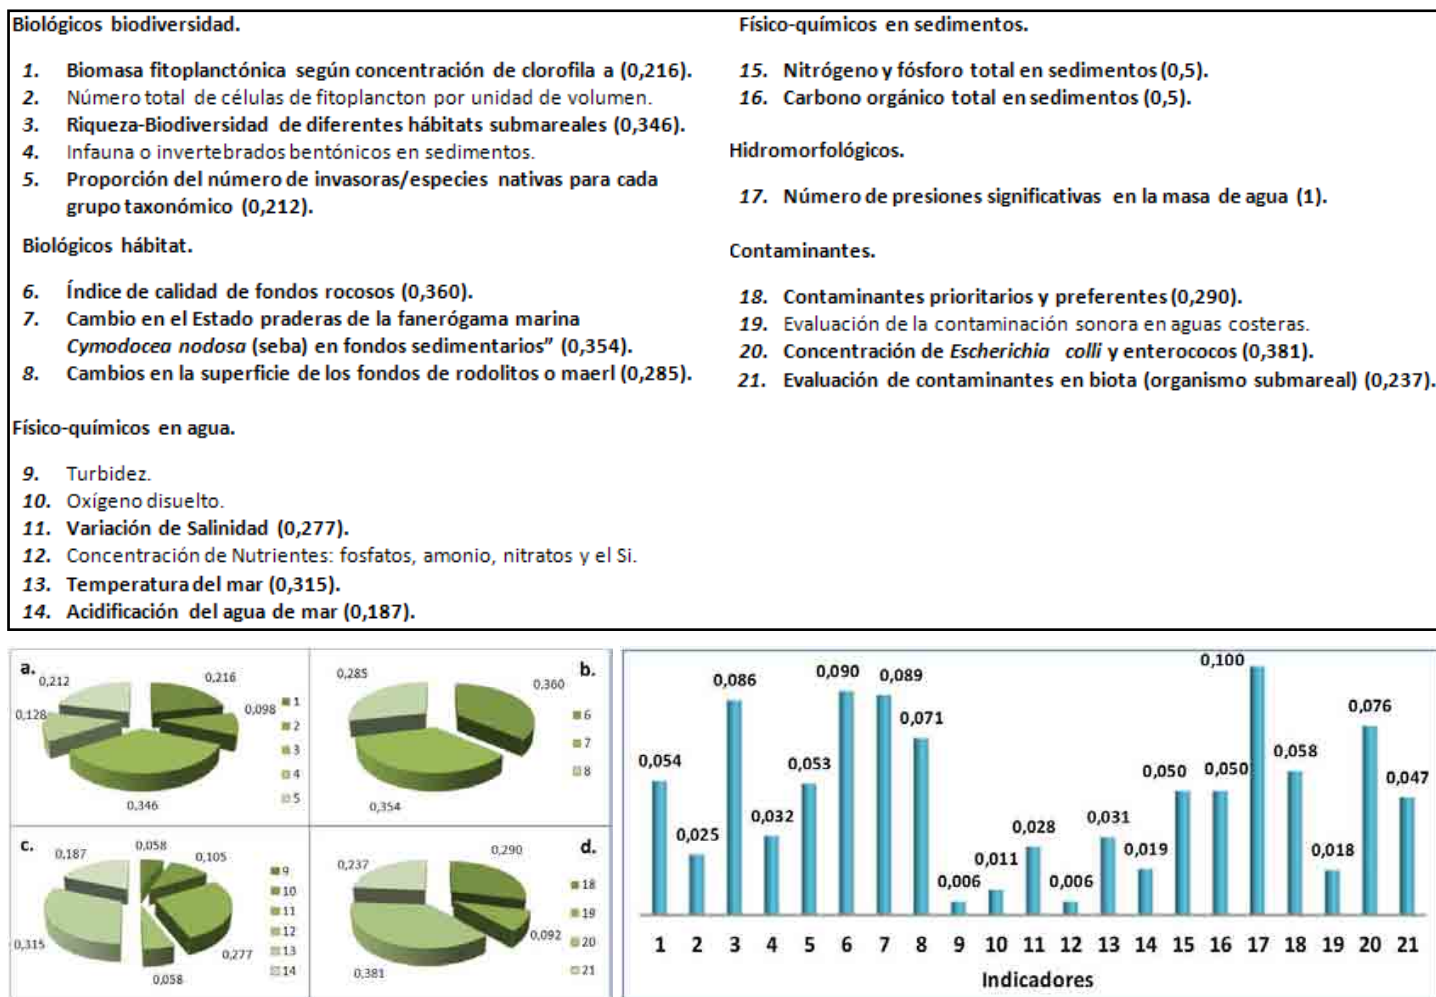 Biológicos biodiversidad.
1. Biomasa fitoplanctónica según concentración de clorofila a (0,216).
2. Número total de células de fitoplancton por unidad de volumen.
3. Riqueza-Biodiversidad de diferentes hábitats submareales (0,346).
4. Infauna o invertebrados bentónicos en sedimentos.
5. Proporción del número de invasoras/especies nativas para cada
grupo taxonómico (0,212).
Biológicos hábitat.
6. Índice de calidad de fondos rocosos (0,360).
7. Cambio en el Estado praderas de la fanerógama marina
Cymodocea nodosa (seba) en fondos sedimentarios” (0,354).
8. Cambios en la superficie de los fondos de rodolitos o maerl (0,285).
Físico-químicos en agua.
9. Turbidez.
10. Oxígeno disuelto.
11. Variación de Salinidad (0,277).
12. Concentración de Nutrientes: fosfatos, amonio, nitratos y el Si.
13. Temperatura del mar (0,315).
14. Acidificación del agua de mar (0,187).
Físico-químicos en sedimentos.
15. Nitrógeno y fósforo total en sedimentos (0,5).
16. Carbono orgánico total en sedimentos (0,5).
Hidromorfológicos.
17. Número de presiones significativas en la masa de agua (1).
Contaminantes.
18. Contaminantes prioritarios y preferentes (0,290).
19. Evaluación de la contaminación sonora en aguas costeras.
20. Concentración de Escherichia colli y enterococos (0,381).
21. Evaluación de contaminantes en biota (organismo submareal) (0,237).
a.
0,212
0,216
0,128
0,098
0,346
1
2
3
4
5
b.
0,285
0,360
0,354
6
7
8
c.
0,187
0,058
0,105
0,315
0,277
0,058
9
10
11
12
13
14
d.
0,237
0,290
0,092
0,381
18
19
20
21
0,054
0,025
0,086
0,032
0,053
0,090
0,089
0,071
0,006
0,011
0,028
0,006
0,031
0,019
0,050
0,050
0,100
0,058
0,018
0,076
0,047
1 2 3 4 5 6 7 8 9 10 11 12 13 14 15 16 17 18 19 20 21
Indicadores